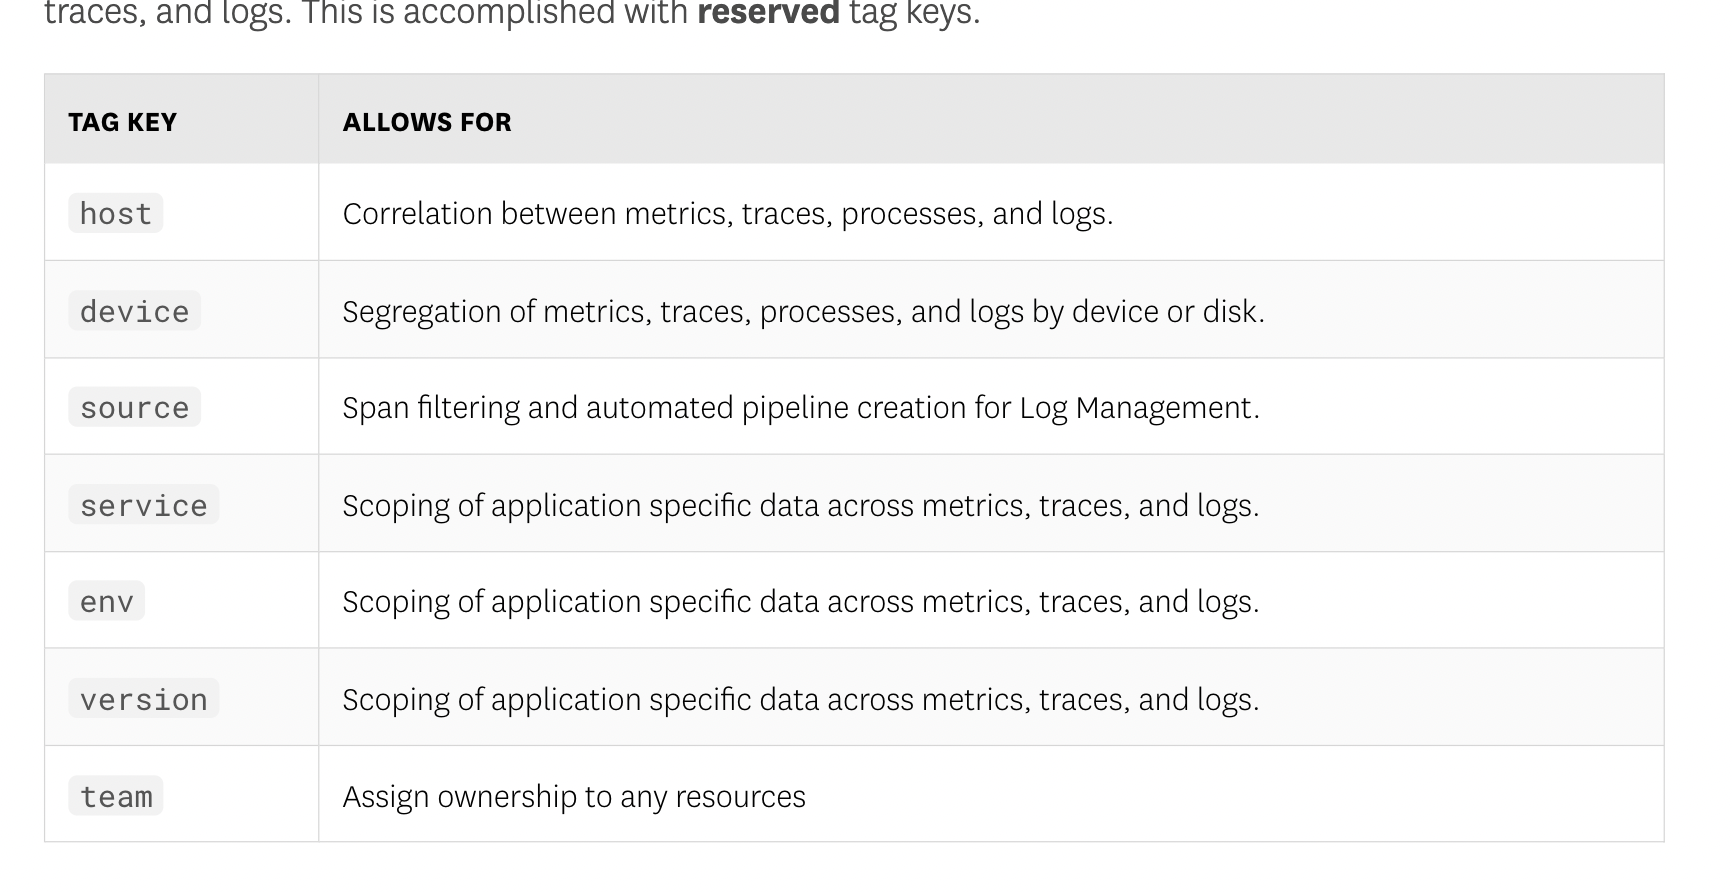 traces, and logs. This is accomplished with reserved tag keys.
TAG KEY ALLOWS FOR
host Correlation between metrics, traces, processes, and logs.
device Segregation of metrics, traces, processes, and logs by device or disk.
source Span filtering and automated pipeline creation for Log Management.
service Scoping of application specific data across metrics, traces, and logs.
env Scoping of application specific data across metrics, traces, and logs.
version Scoping of application specific data across metrics, traces, and logs.
team Assign ownership to any resources